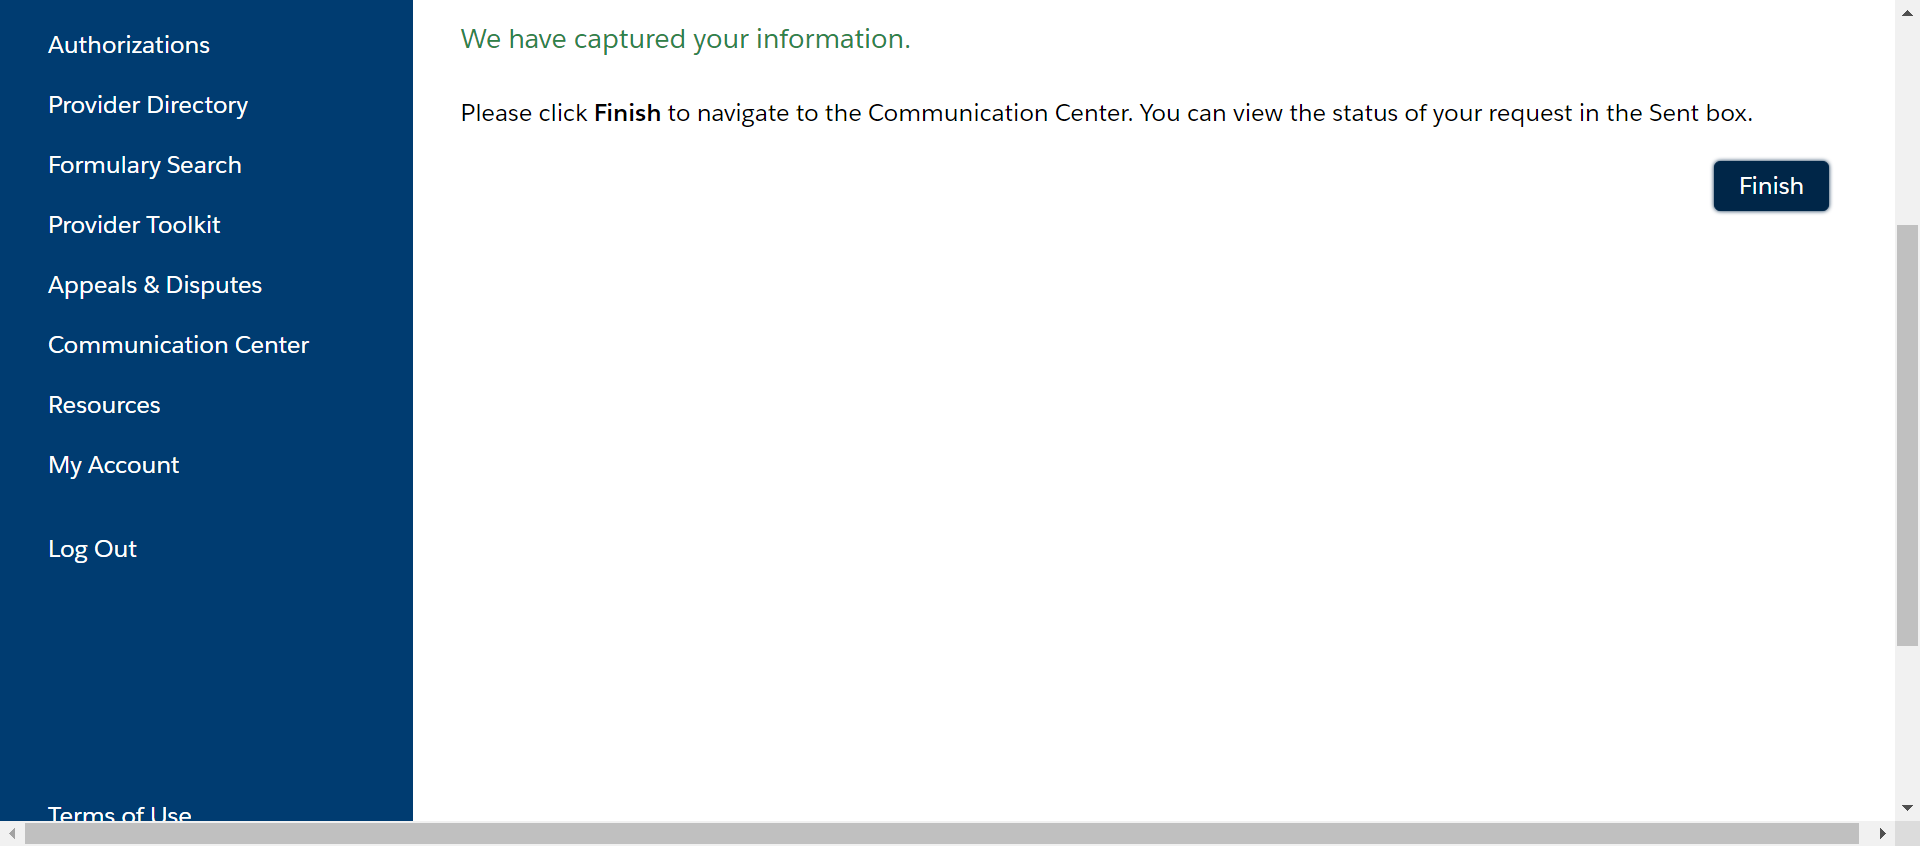 Authorizations
Provider Directory
Formulary Search
Provider Toolkit
Appeals & Disputes
Communication Center
Resources
My Account
Log Out
Terms of Use
We have captured your information.
Please click Finish to navigate to the Communication Center. You can view the status of your request in the Sent box.
Finish